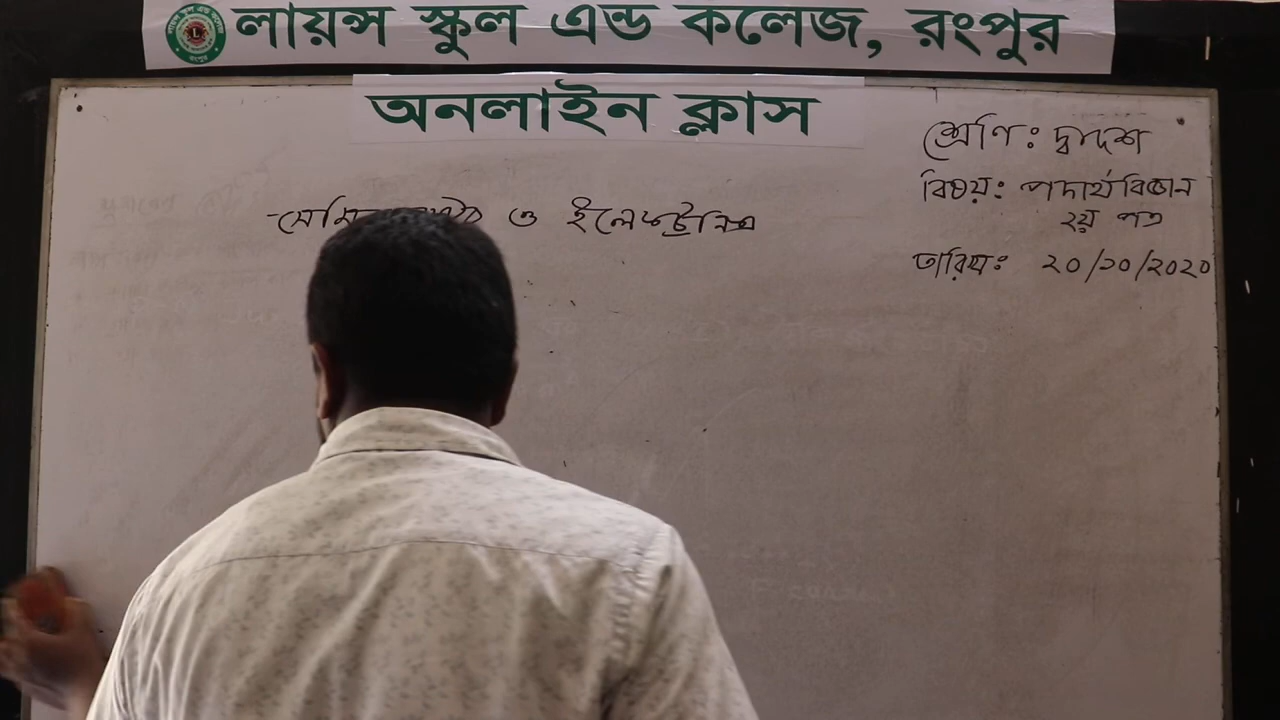 লায়ন্স স্কুল এন্ড কলেজ, রংপুর
অনলাইন ক্লাস
শ্রেণি: দ্বাদশ
বিষয়: পদার্থবিজ্ঞান
২য় পত্র
তারিখ: ২০/১০/২০২০
ও ইলেকট্রনিক্স